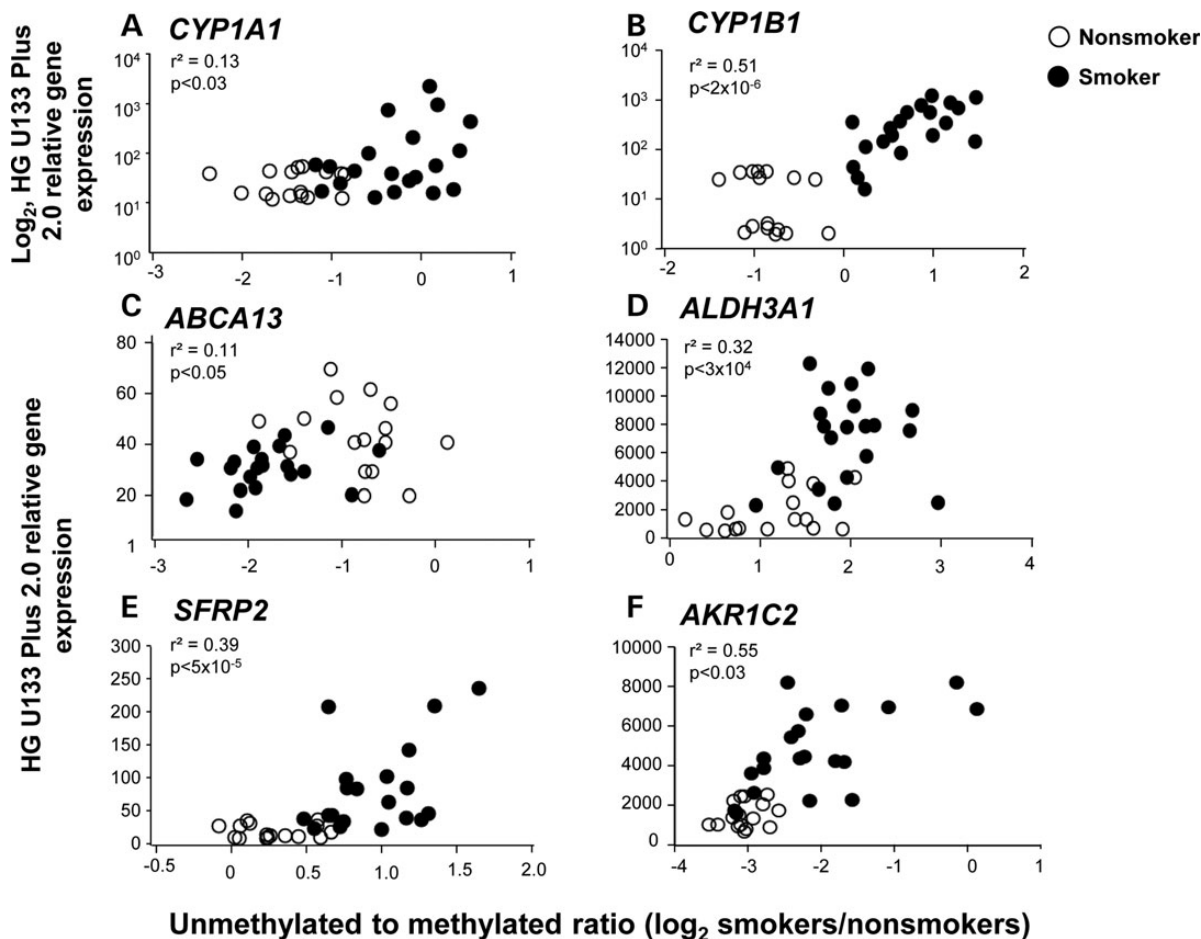 A CYP1A1
r² = 0.13
p<0.03
10⁴
10³
10²
10¹
10⁰
-3 -2 -1 0 1
B CYP1B1
r² = 0.51
p<2x10⁻⁶
10⁴
10³
10²
10¹
10⁰
-2 -1 0 1 2
Nonsmoker
Smoker
Log₂, HG U133 Plus
2.0 relative gene
expression
C ABCA13
r² = 0.11
p<0.05
80
60
40
20
1
-3 -2 -1 0 1
D ALDH3A1
r² = 0.32
p<3x10⁴
14000
12000
10000
8000
6000
4000
2000
0
0 1 2 3 4
HG U133 Plus 2.0 relative gene
expression
E SFRP2
r² = 0.39
p<5x10⁻⁵
300
250
200
150
100
50
0
-0.5 0 0.5 1.0 1.5 2.0
F AKR1C2
r² = 0.55
p<0.03
10000
8000
6000
4000
2000
0
-4 -3 -2 -1 0 1
Unmethylated to methylated ratio (log₂ smokers/nonsmokers)